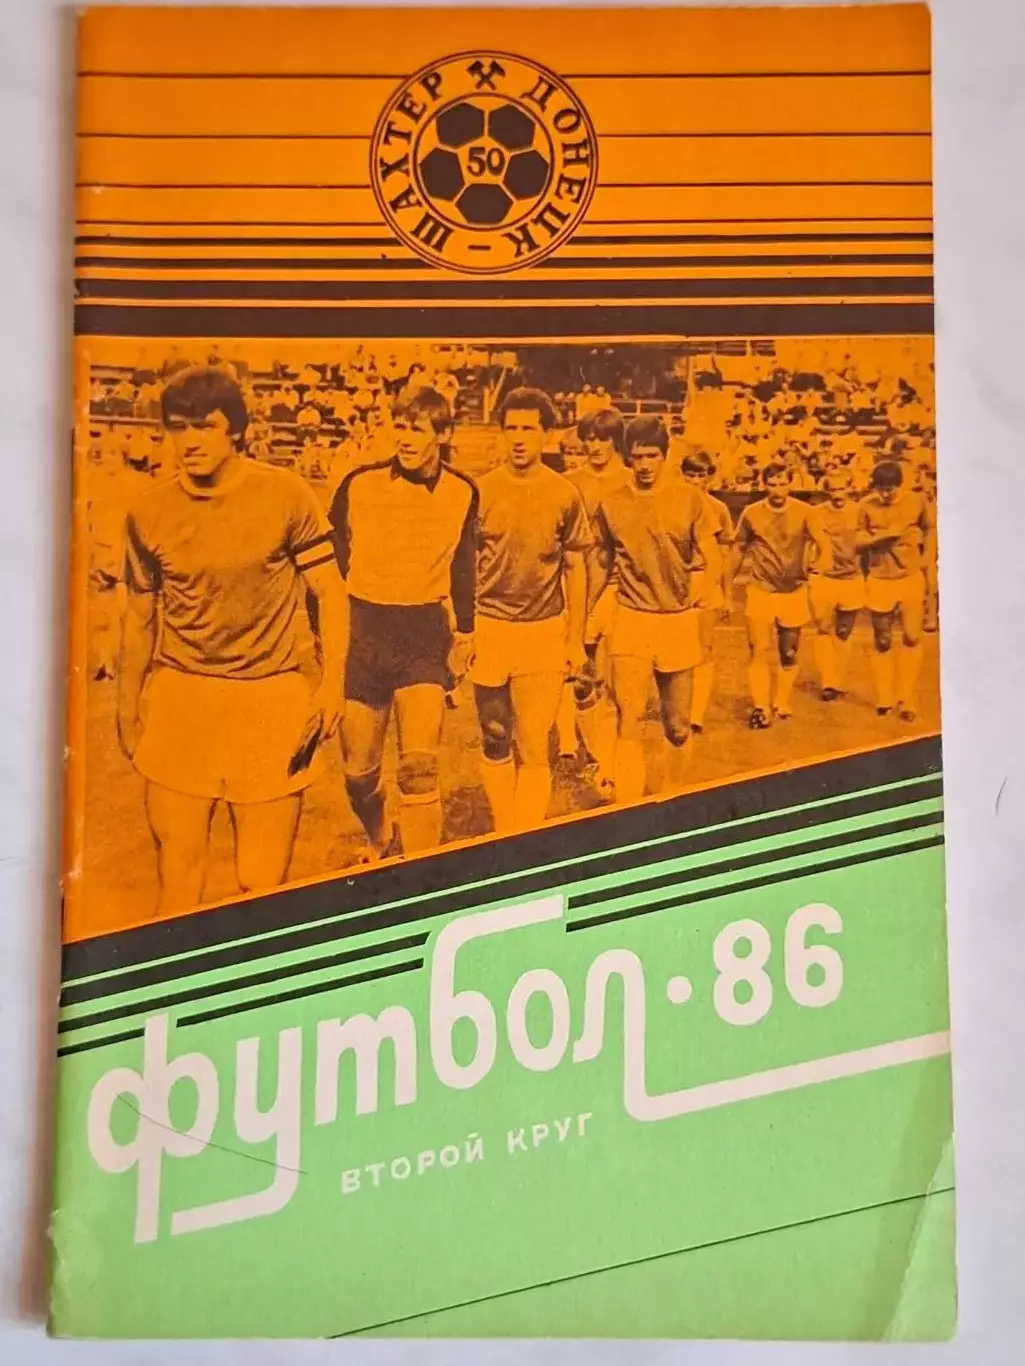 ШАХТЕР - ДОНЕЦК
50
футбол·86
ВТОРОЙ КРУГ